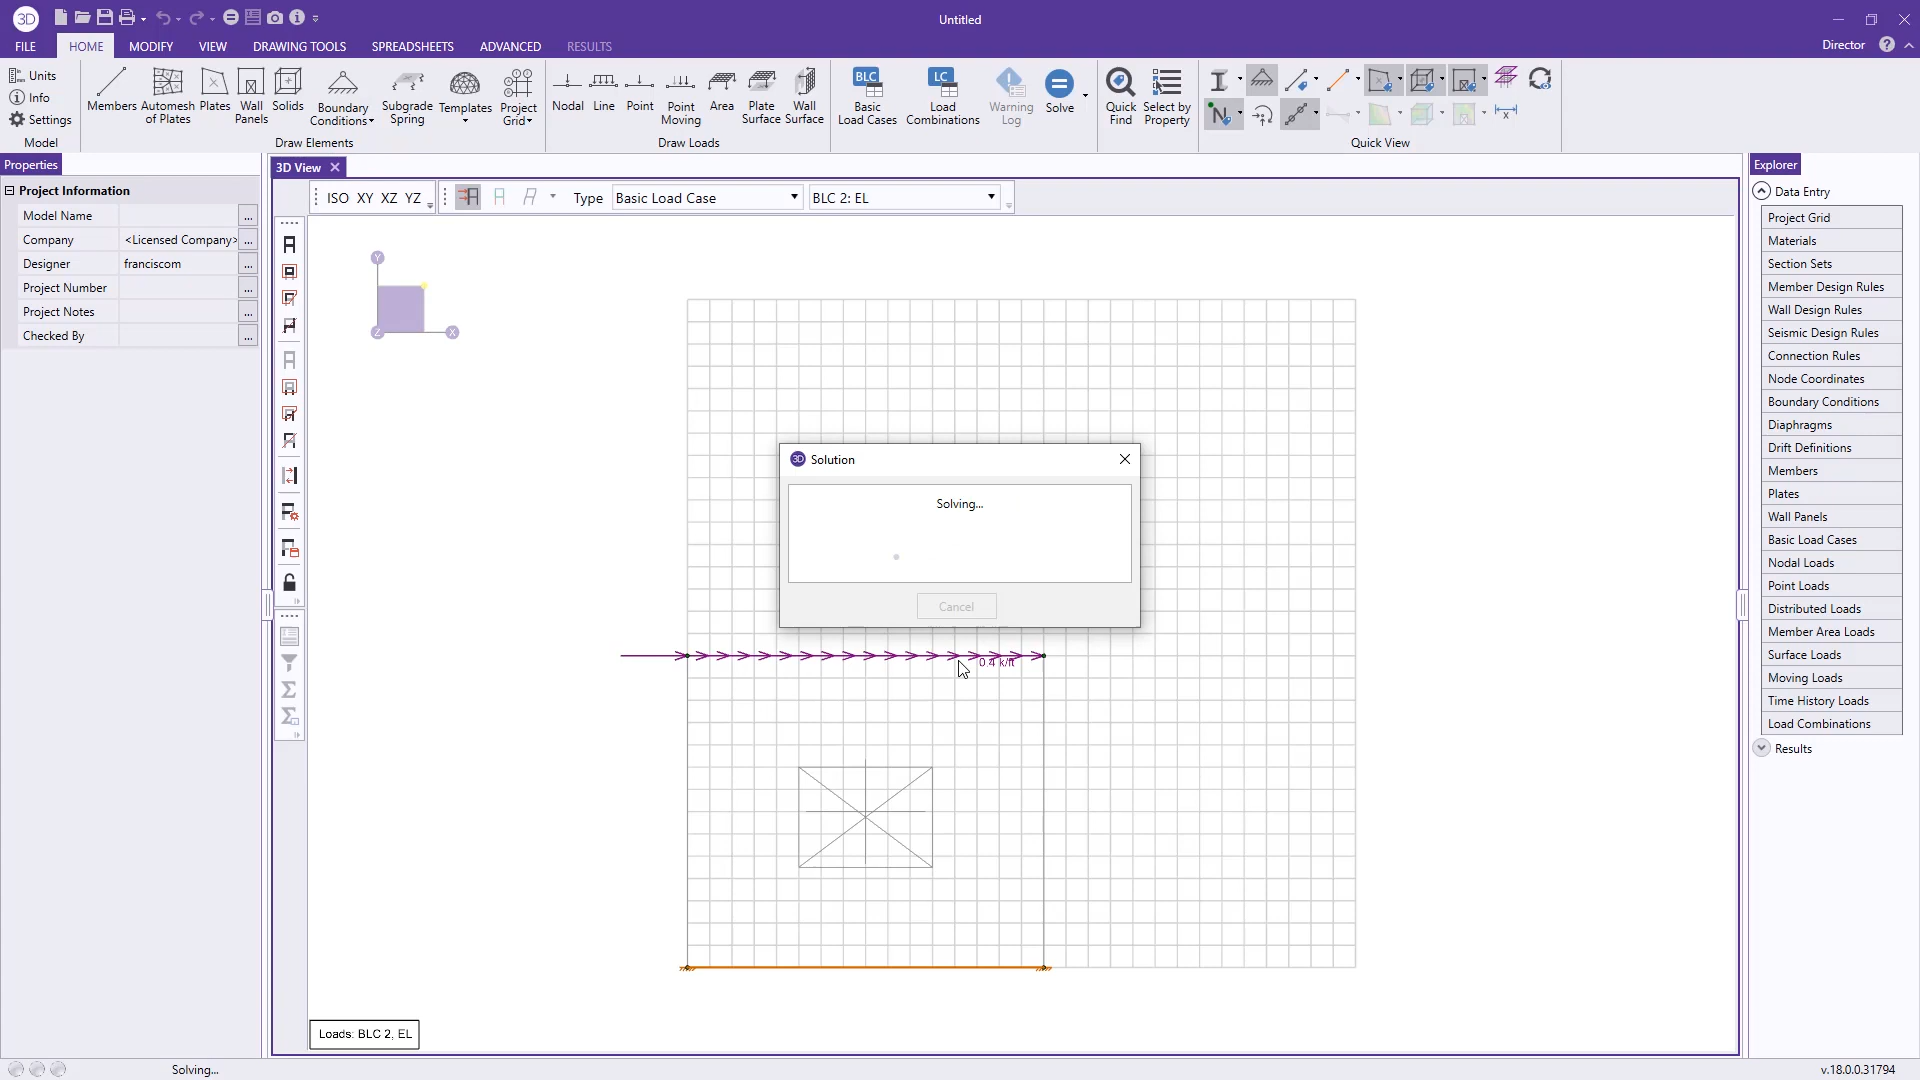 3D
Untitled
FILE
HOME
MODIFY
VIEW
DRAWING TOOLS
SPREADSHEETS
ADVANCED
RESULTS
Director
Units
Info
Settings
Model
Members
Automesh
of Plates
Plates
Wall
Panels
Solids
Boundary
Conditions
Subgrade
Spring
Templates
Project
Grid
Draw Elements
Nodal
Line
Point
Point
Moving
Area
Plate
Surface
Wall
Surface
Draw Loads
BLC
Basic
Load Cases
LC
Load
Combinations
Warning
Log
Solve
Quick
Find
Select by
Property
Quick View
Properties
3D View
Explorer
Project Information
Model Name
...
Company
<Licensed Company>
...
Designer
franciscom
...
Project Number
...
Project Notes
...
Checked By
...
ISO XY XZ YZ
Type
Basic Load Case
BLC 2: EL
Y
Z
X
3D Solution
Solving...
Cancel
0.4 k/ft
Loads: BLC 2, EL
Data Entry
Project Grid
Materials
Section Sets
Member Design Rules
Wall Design Rules
Seismic Design Rules
Connection Rules
Node Coordinates
Boundary Conditions
Diaphragms
Drift Definitions
Members
Plates
Wall Panels
Basic Load Cases
Nodal Loads
Point Loads
Distributed Loads
Member Area Loads
Surface Loads
Moving Loads
Time History Loads
Load Combinations
Results
Solving...
v.18.0.0.31794